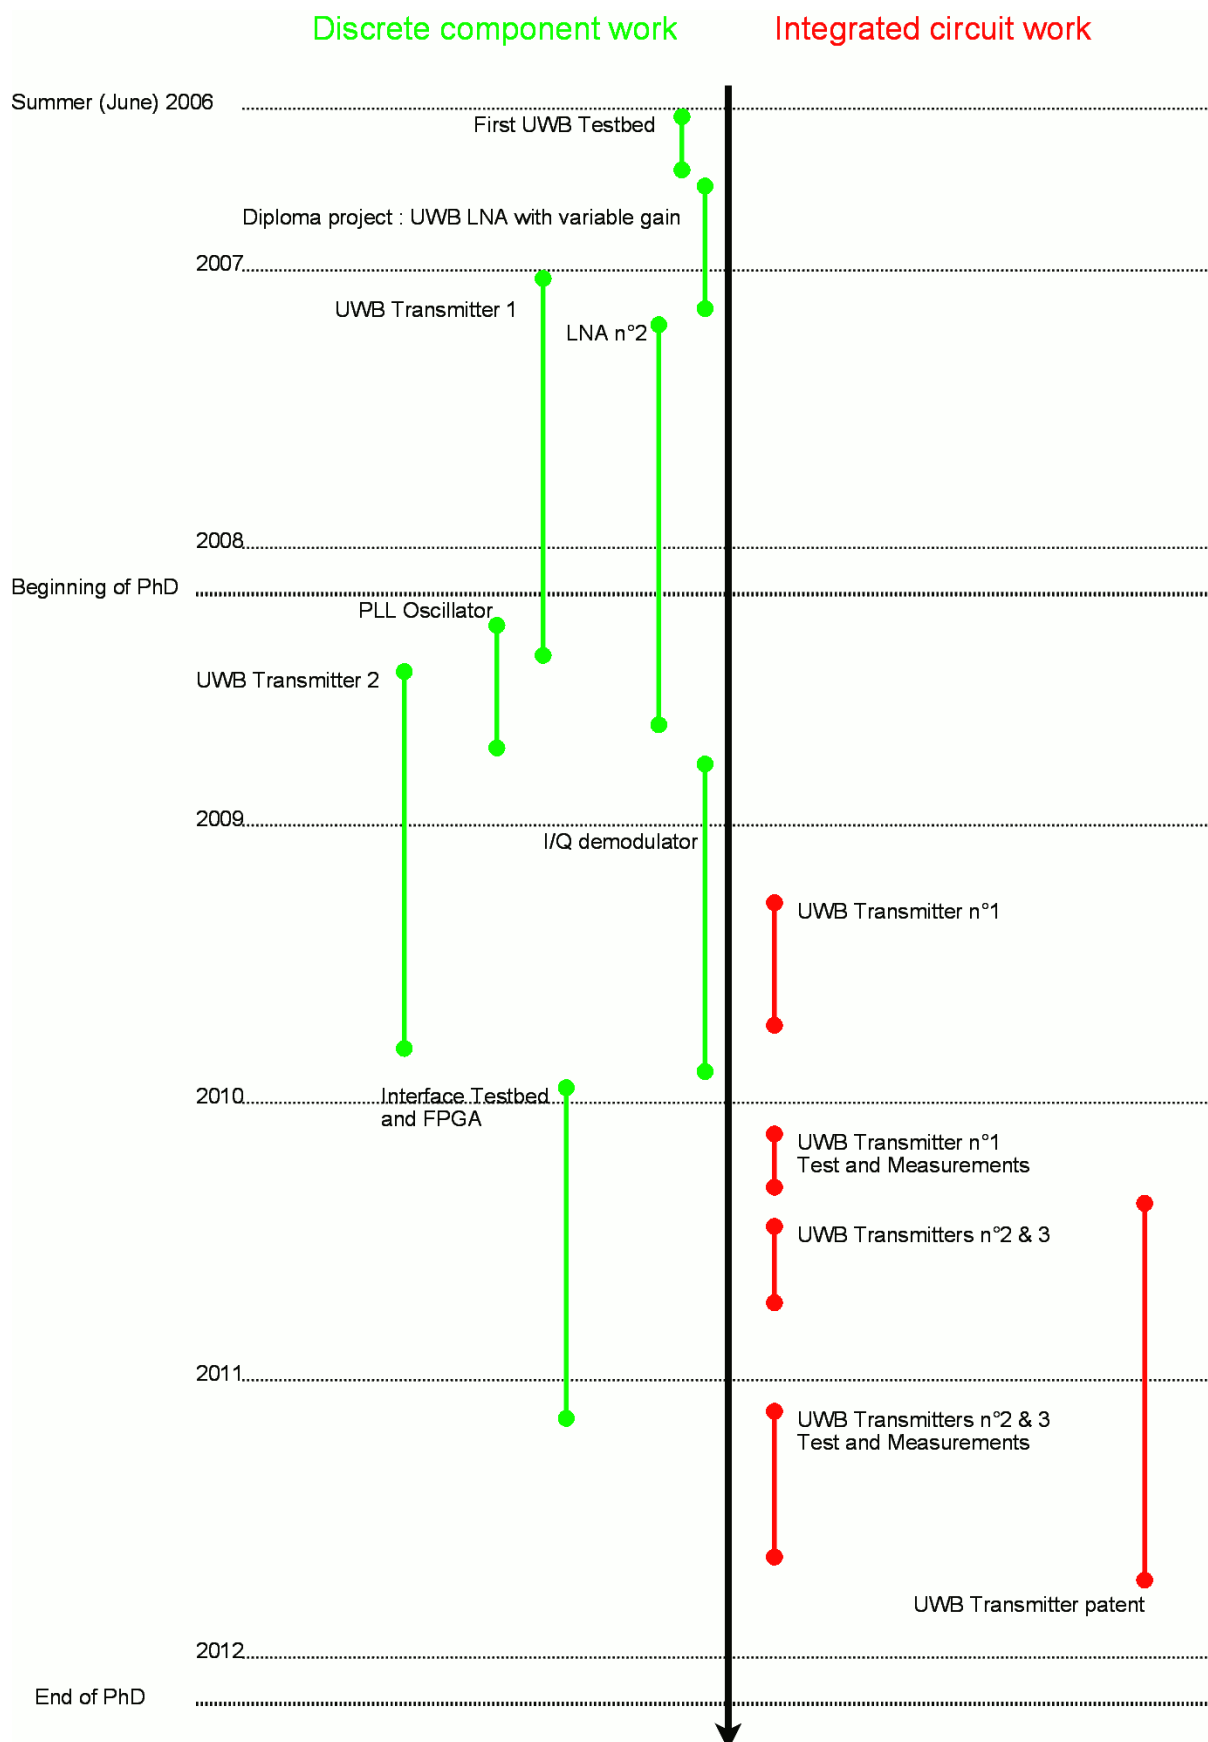 Discrete component work
Integrated circuit work
Summer (June) 2006
First UWB Testbed
Diploma project : UWB LNA with variable gain
2007
UWB Transmitter 1
LNA n°2
2008
Beginning of PhD
PLL Oscillator
UWB Transmitter 2
2009
I/Q demodulator
UWB Transmitter n°1
Interface Testbed
and FPGA
2010
UWB Transmitter n°1
Test and Measurements
UWB Transmitters n°2 & 3
2011
UWB Transmitters n°2 & 3
Test and Measurements
UWB Transmitter patent
2012
End of PhD